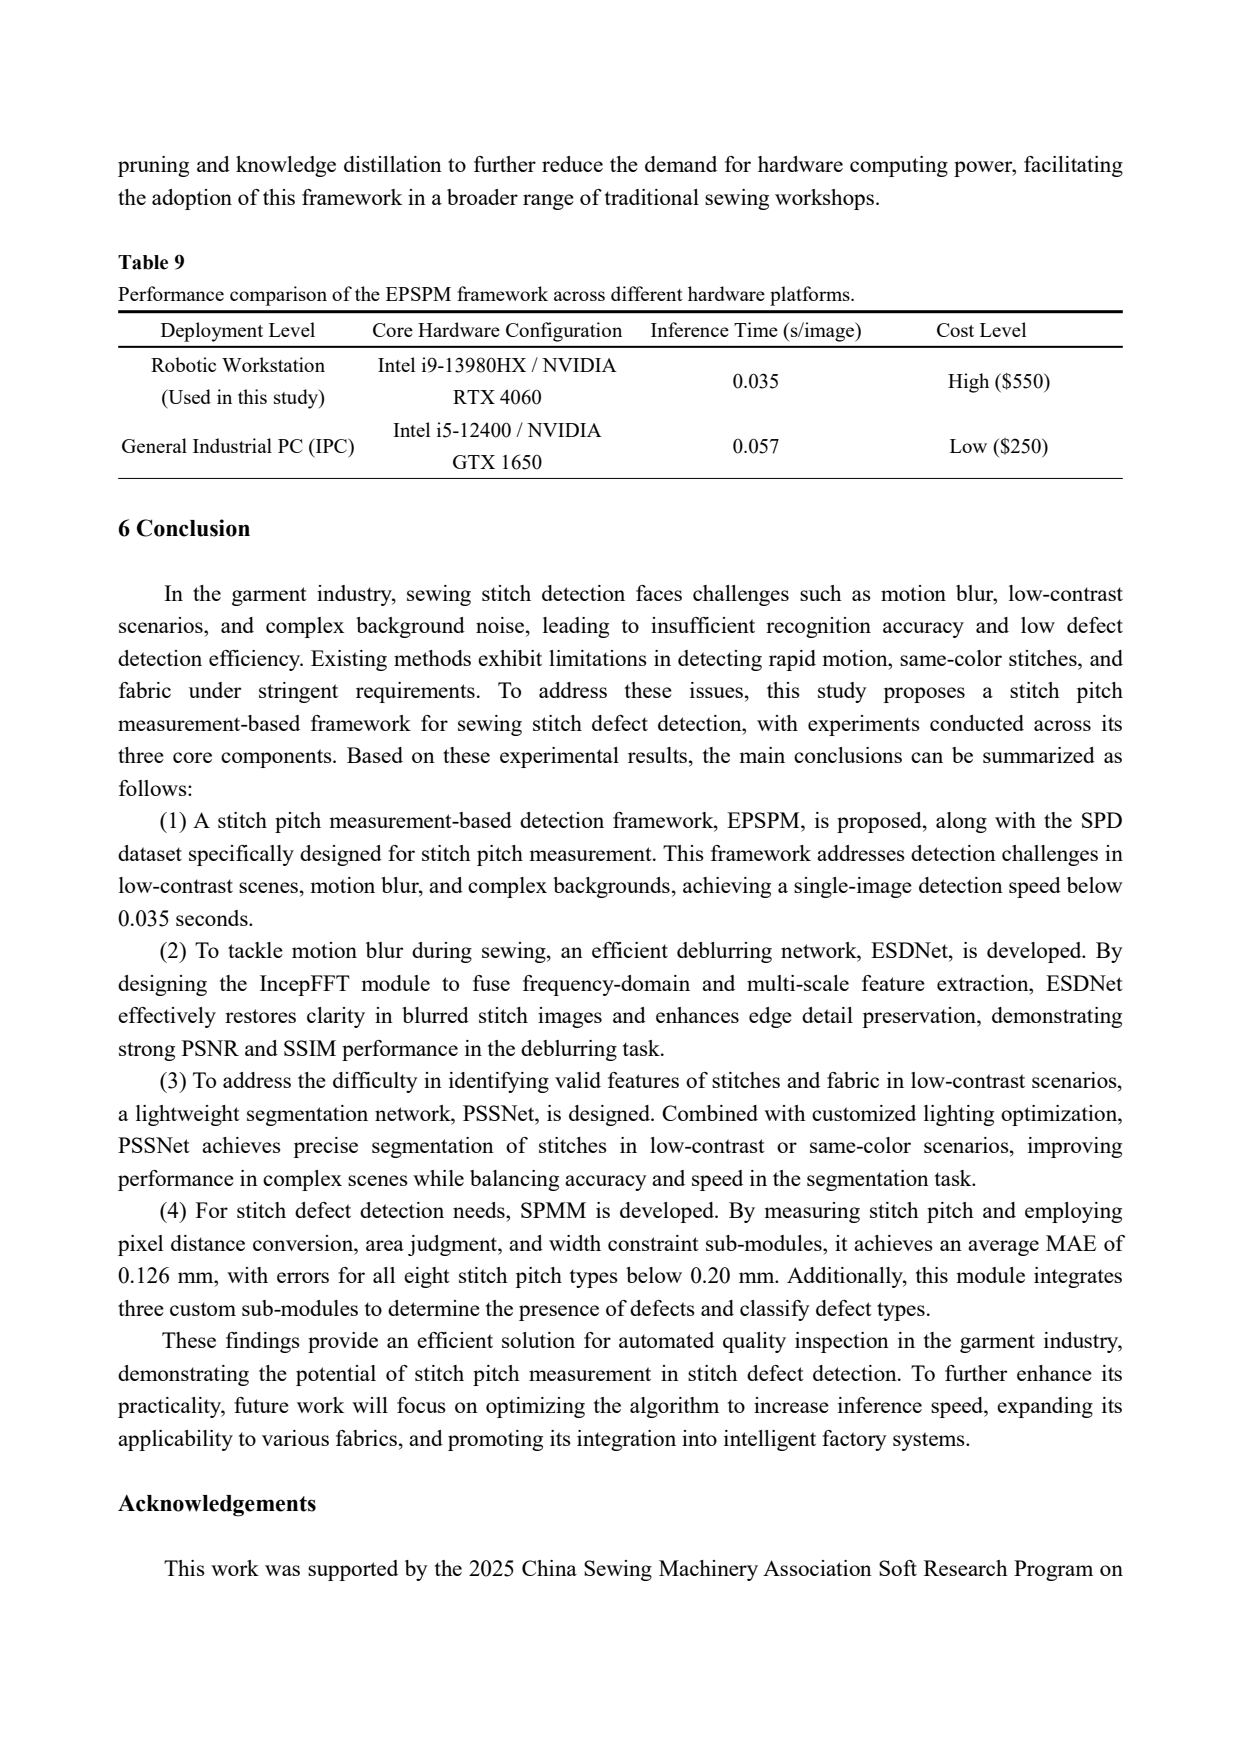 pruning and knowledge distillation to further reduce the demand for hardware computing power, facilitating
the adoption of this framework in a broader range of traditional sewing workshops.
Table 9
Performance comparison of the EPSPM framework across different hardware platforms.
Deployment Level Core Hardware Configuration Inference Time (s/image) Cost Level
Robotic Workstation
(Used in this study)
Intel i9-13980HX / NVIDIA
RTX 4060
0.035
High ($550)
General Industrial PC (IPC)
Intel i5-12400 / NVIDIA
GTX 1650
0.057
Low ($250)
6 Conclusion
In the garment industry, sewing stitch detection faces challenges such as motion blur, low-contrast
scenarios, and complex background noise, leading to insufficient recognition accuracy and low defect
detection efficiency. Existing methods exhibit limitations in detecting rapid motion, same-color stitches, and
fabric under stringent requirements. To address these issues, this study proposes a stitch pitch
measurement-based framework for sewing stitch defect detection, with experiments conducted across its
three core components. Based on these experimental results, the main conclusions can be summarized as
follows:
(1) A stitch pitch measurement-based detection framework, EPSPM, is proposed, along with the SPD
dataset specifically designed for stitch pitch measurement. This framework addresses detection challenges in
low-contrast scenes, motion blur, and complex backgrounds, achieving a single-image detection speed below
0.035 seconds.
(2) To tackle motion blur during sewing, an efficient deblurring network, ESDNet, is developed. By
designing the IncepFFT module to fuse frequency-domain and multi-scale feature extraction, ESDNet
effectively restores clarity in blurred stitch images and enhances edge detail preservation, demonstrating
strong PSNR and SSIM performance in the deblurring task.
(3) To address the difficulty in identifying valid features of stitches and fabric in low-contrast scenarios,
a lightweight segmentation network, PSSNet, is designed. Combined with customized lighting optimization,
PSSNet achieves precise segmentation of stitches in low-contrast or same-color scenarios, improving
performance in complex scenes while balancing accuracy and speed in the segmentation task.
(4) For stitch defect detection needs, SPMM is developed. By measuring stitch pitch and employing
pixel distance conversion, area judgment, and width constraint sub-modules, it achieves an average MAE of
0.126 mm, with errors for all eight stitch pitch types below 0.20 mm. Additionally, this module integrates
three custom sub-modules to determine the presence of defects and classify defect types.
These findings provide an efficient solution for automated quality inspection in the garment industry,
demonstrating the potential of stitch pitch measurement in stitch defect detection. To further enhance its
practicality, future work will focus on optimizing the algorithm to increase inference speed, expanding its
applicability to various fabrics, and promoting its integration into intelligent factory systems.
Acknowledgements
This work was supported by the 2025 China Sewing Machinery Association Soft Research Program on